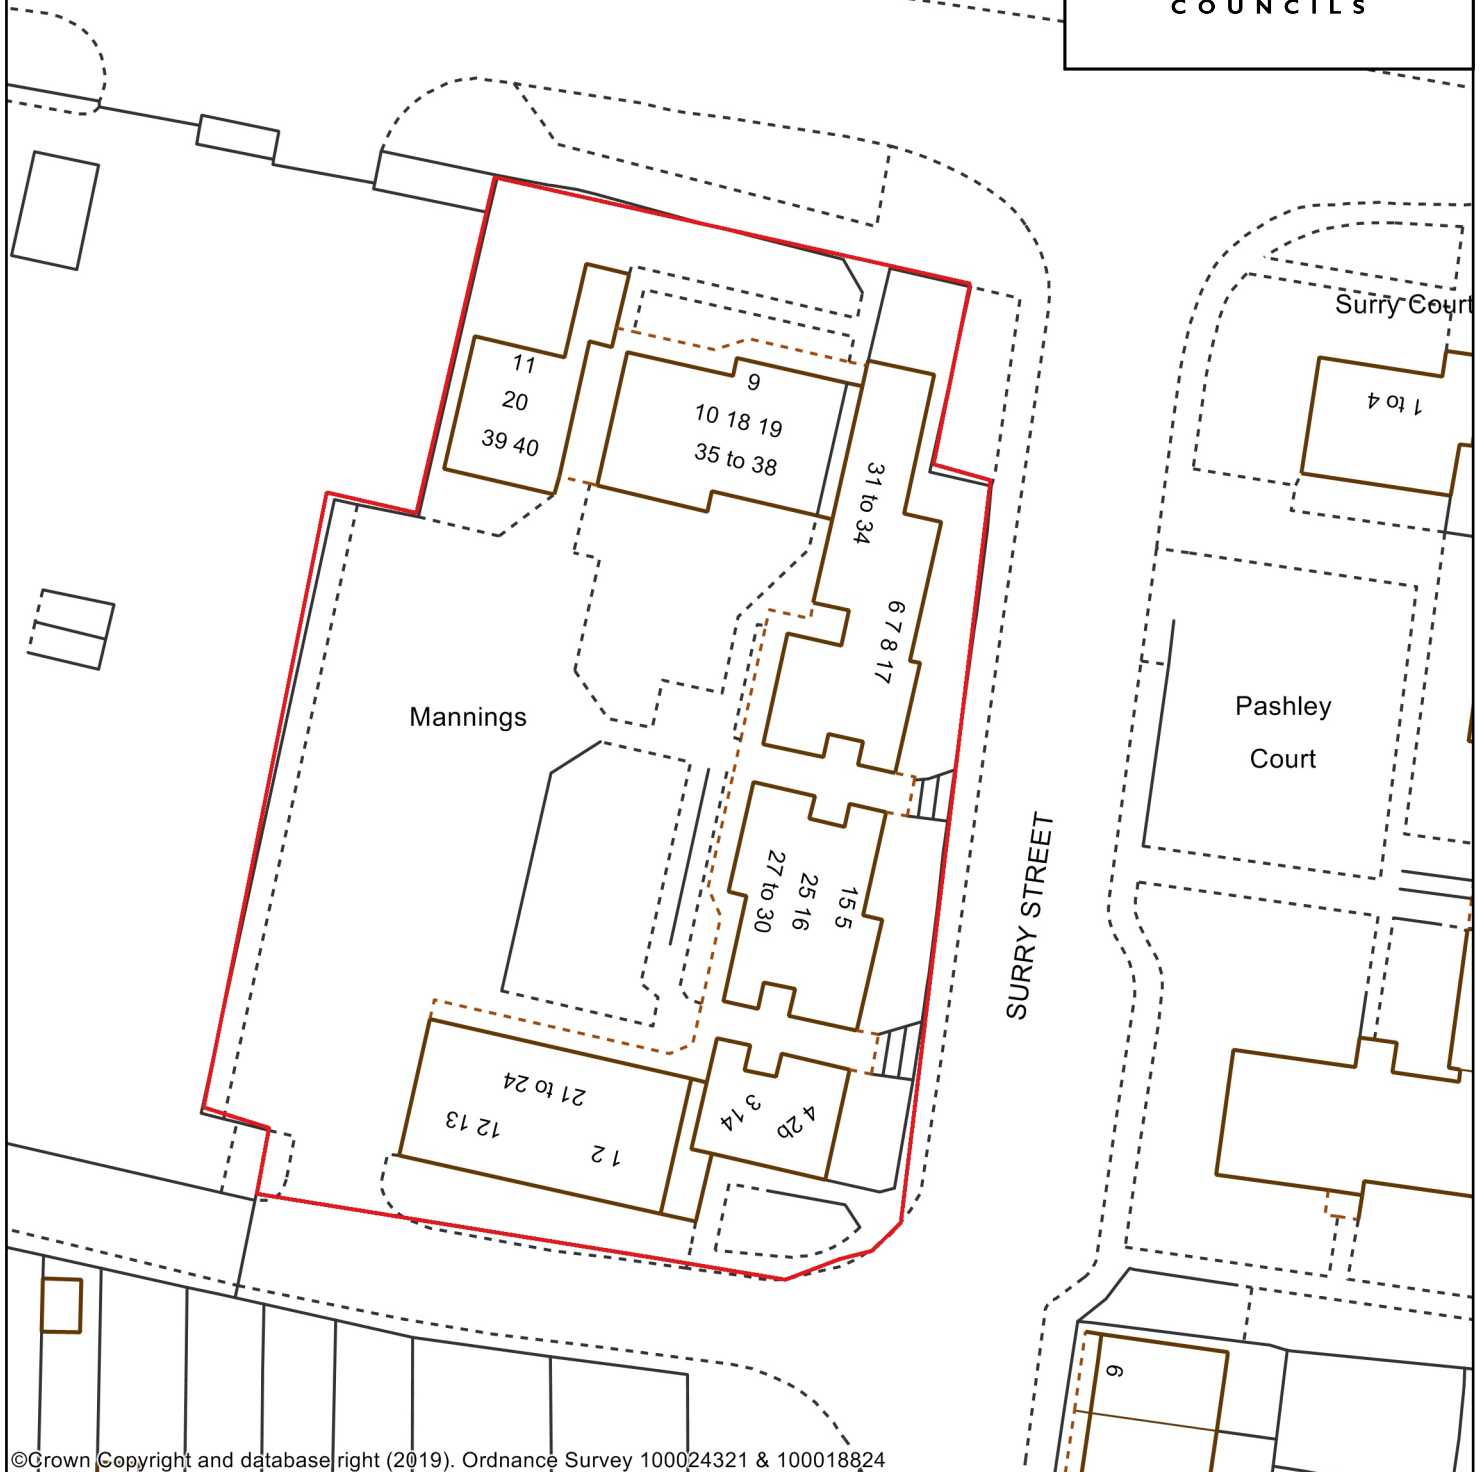 COUNCILS
Surry Court
1 to 4
11
20
39 40
9
10 18 19
35 to 38
31 to 34
6 7 8 17
Mannings
Pashley
Court
SURRY STREET
27 to 30
25 16
15 5
21 to 24
12 13
1 2
3 14
4 2b
6
©Crown Copyright and database right (2019). Ordnance Survey 100024321 & 100018824